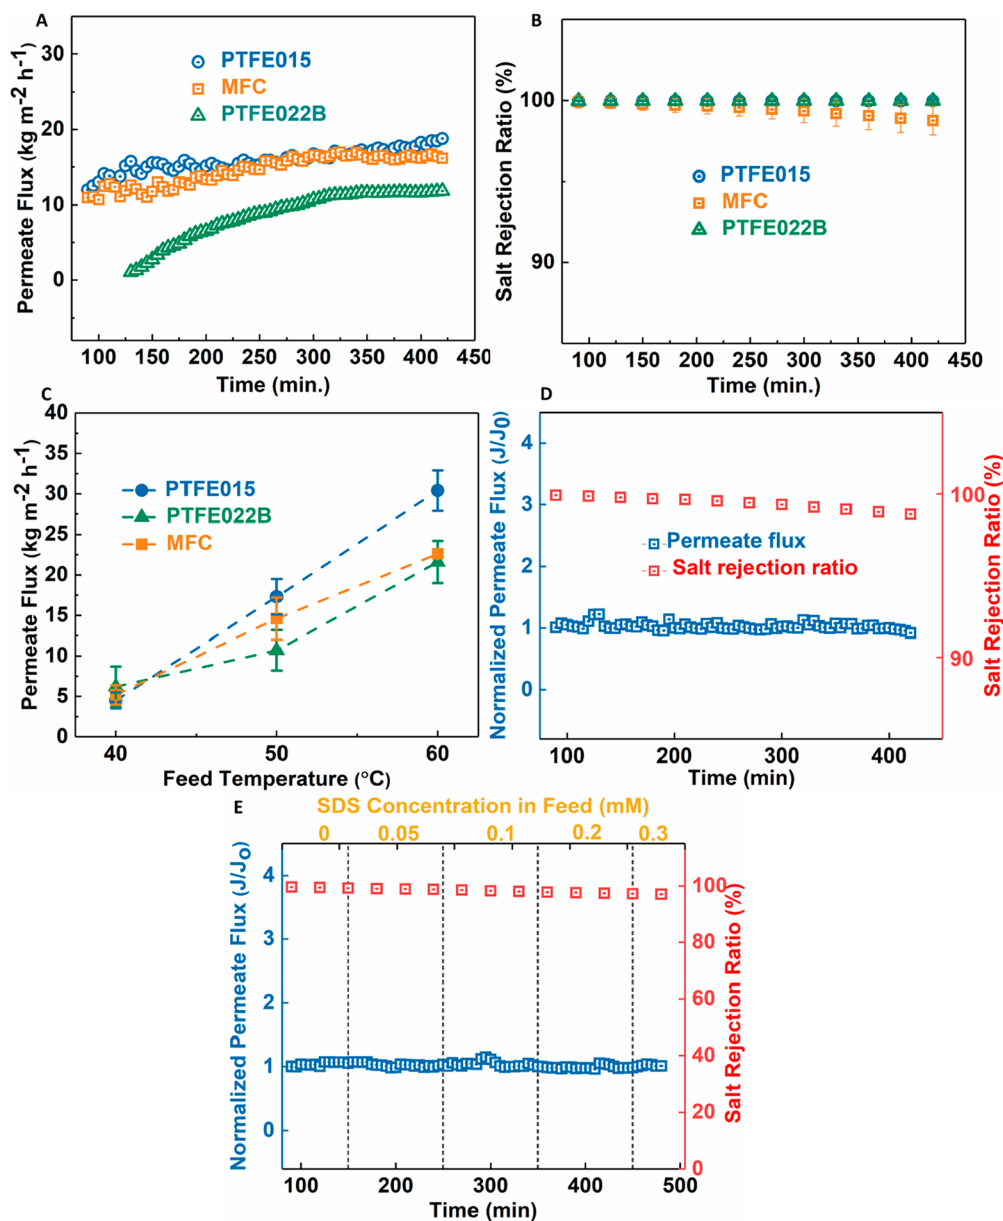 A
Permeate Flux (kg m-2 h-1)
30
20
10
0
PTFE015
MFC
PTFE022B
100 150 200 250 300 350 400 450
Time (min.)
B
Salt Rejection Ratio (%)
100
90
PTFE015
MFC
PTFE022B
100 150 200 250 300 350 400 450
Time (min.)
C
Permeate Flux (kg m-2 h-1)
40
35
30
25
20
15
10
5
0
PTFE015
PTFE022B
MFC
40 50 60
Feed Temperature (°C)
D
Normalized Permeate Flux (J/J0)
4
3
2
1
0
Permeate flux
Salt rejection ratio
100
90
Salt Rejection Ratio (%)
100 200 300 400
Time (min)
E
SDS Concentration in Feed (mM)
0 0.05 0.1 0.2 0.3
Normalized Permeate Flux (J/Jo)
4
3
2
1
0
100
80
60
40
20
0
Salt Rejection Ratio (%)
100 200 300 400 500
Time (min)